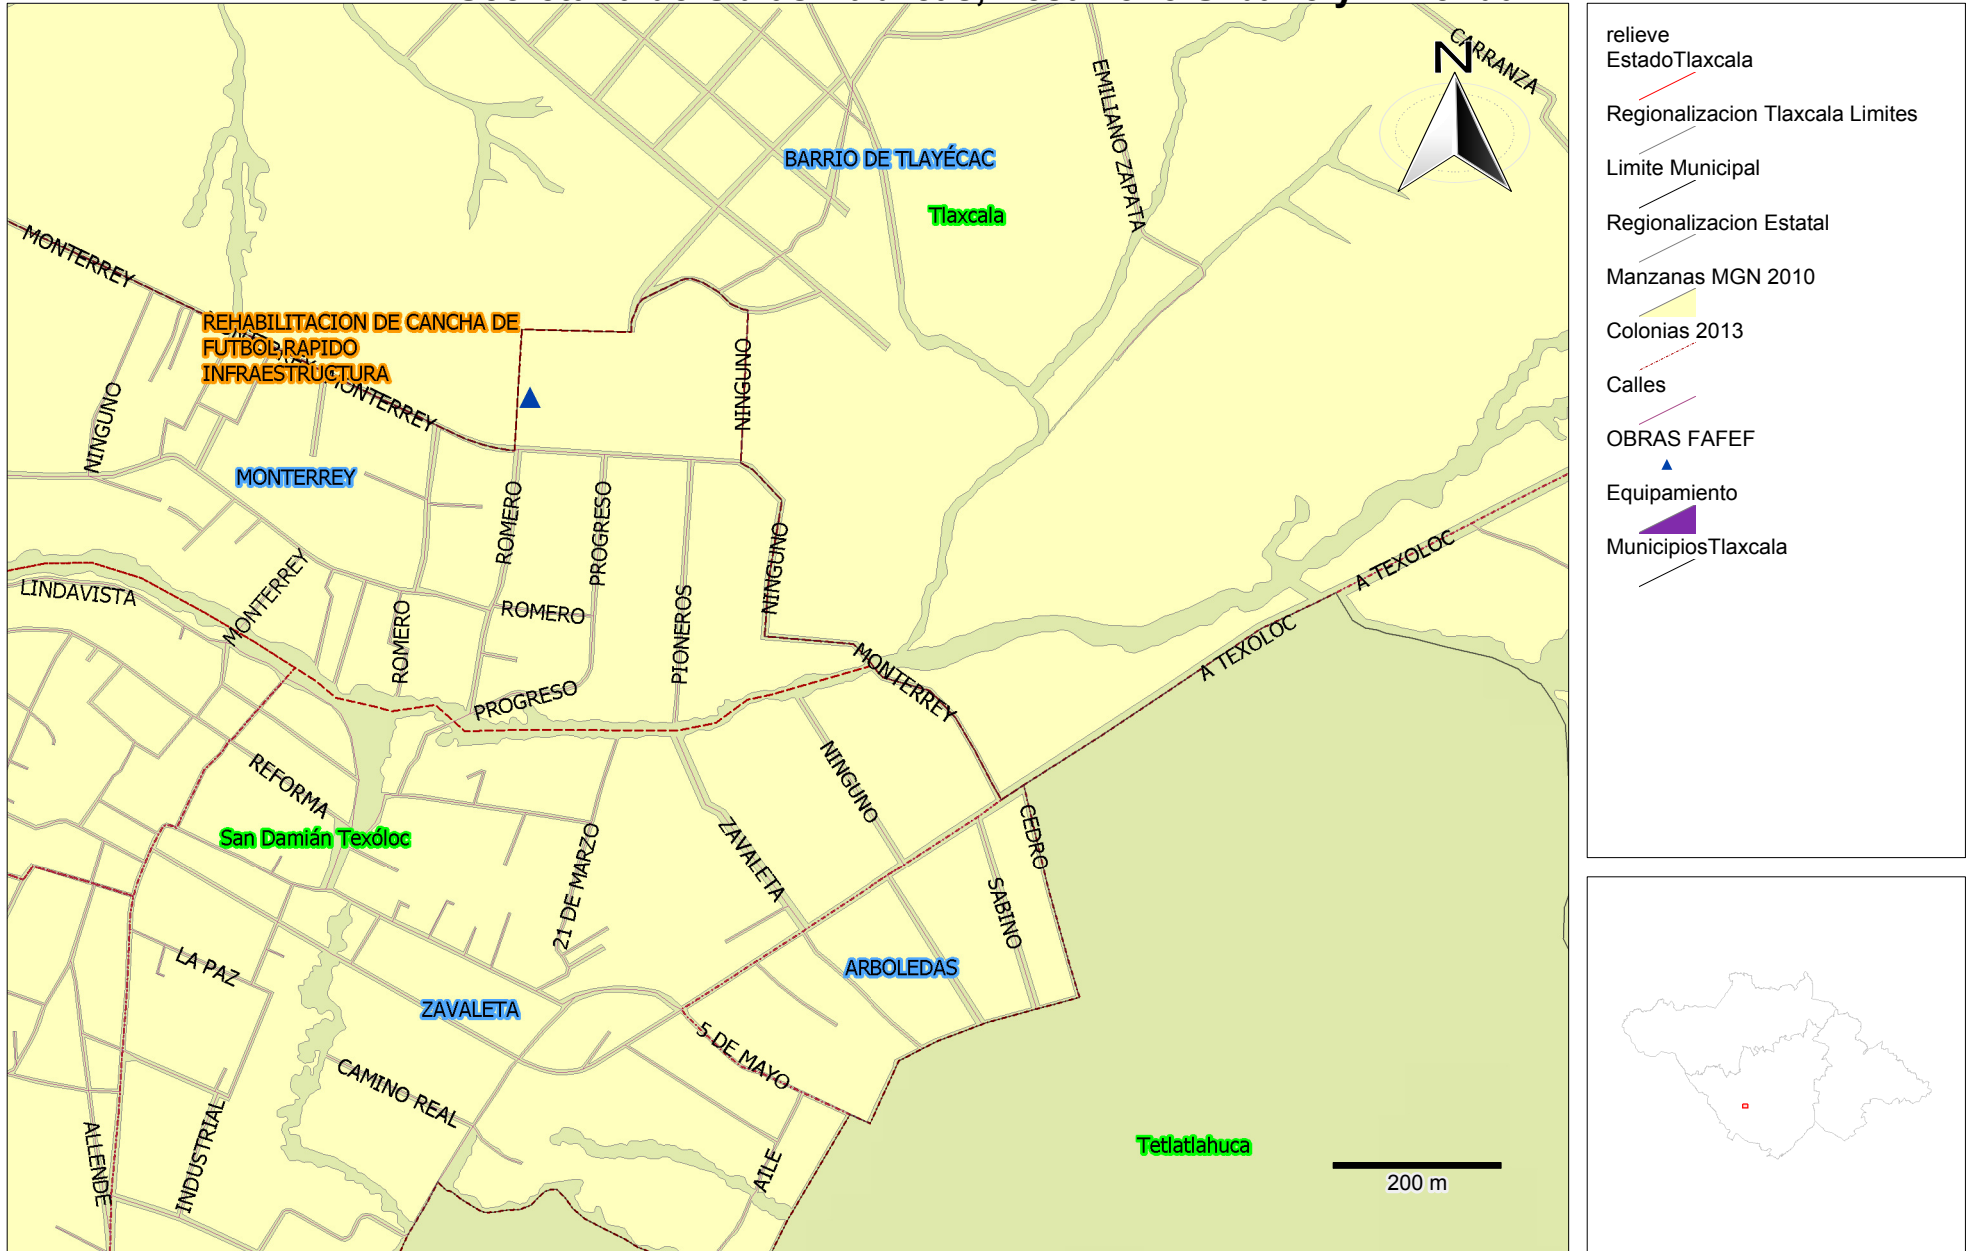 CARRANZA
N
EMILIANO ZAPATA
BARRIO DE TLAYÉCAC
Tlaxcala
MONTERREY
REHABILITACION DE CANCHA DE
FUTBOL RAPIDO
INFRAESTRUCTURA
MONTERREY
NINGUNO
NINGUNO
MONTERREY
ROMERO
PROGRESO
NINGUNO
A TEXOLOC
LINDAVISTA
MONTERREY
ROMERO
ROMERO
PIONEROS
A TEXOLOC
MONTERREY
PROGRESO
REFORMA
NINGUNO
San Damián Texóloc
21 DE MARZO
ZAVALETA
CEDRO
SABINO
LA PAZ
ARBOLEDAS
ZAVALETA
5 DE MAYO
CAMINO REAL
ALLENDE
INDUSTRIAL
AILE
Tetlatlahuca
200 m
relieve
EstadoTlaxcala
Regionalizacion Tlaxcala Limites
Limite Municipal
Regionalizacion Estatal
Manzanas MGN 2010
Colonias 2013
Calles
OBRAS FAFEF
Equipamiento
MunicipiosTlaxcala